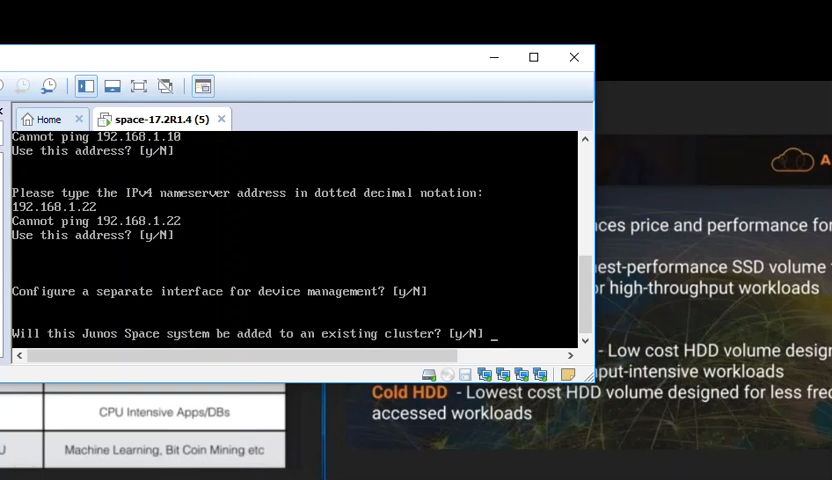 Home
space-17.2R1.4 (5)
Cannot ping 192.168.1.10
Use this address? [y/N]
Please type the IPv4 nameserver address in dotted decimal notation:
192.168.1.22
Cannot ping 192.168.1.22
Use this address? [y/N]
Configure a separate interface for device management? [y/N]
Will this Junos Space system be added to an existing cluster? [y/N] _
A
nces price and performance for
est-performance SSD volume
or high-throughput workloads
- Low cost HDD volume design
put-intensive workloads
Cold HDD - Lowest cost HDD volume designed for less fre
accessed workloads
CPU Intensive Apps/DBs
U
Machine Learning, Bit Coin Mining etc